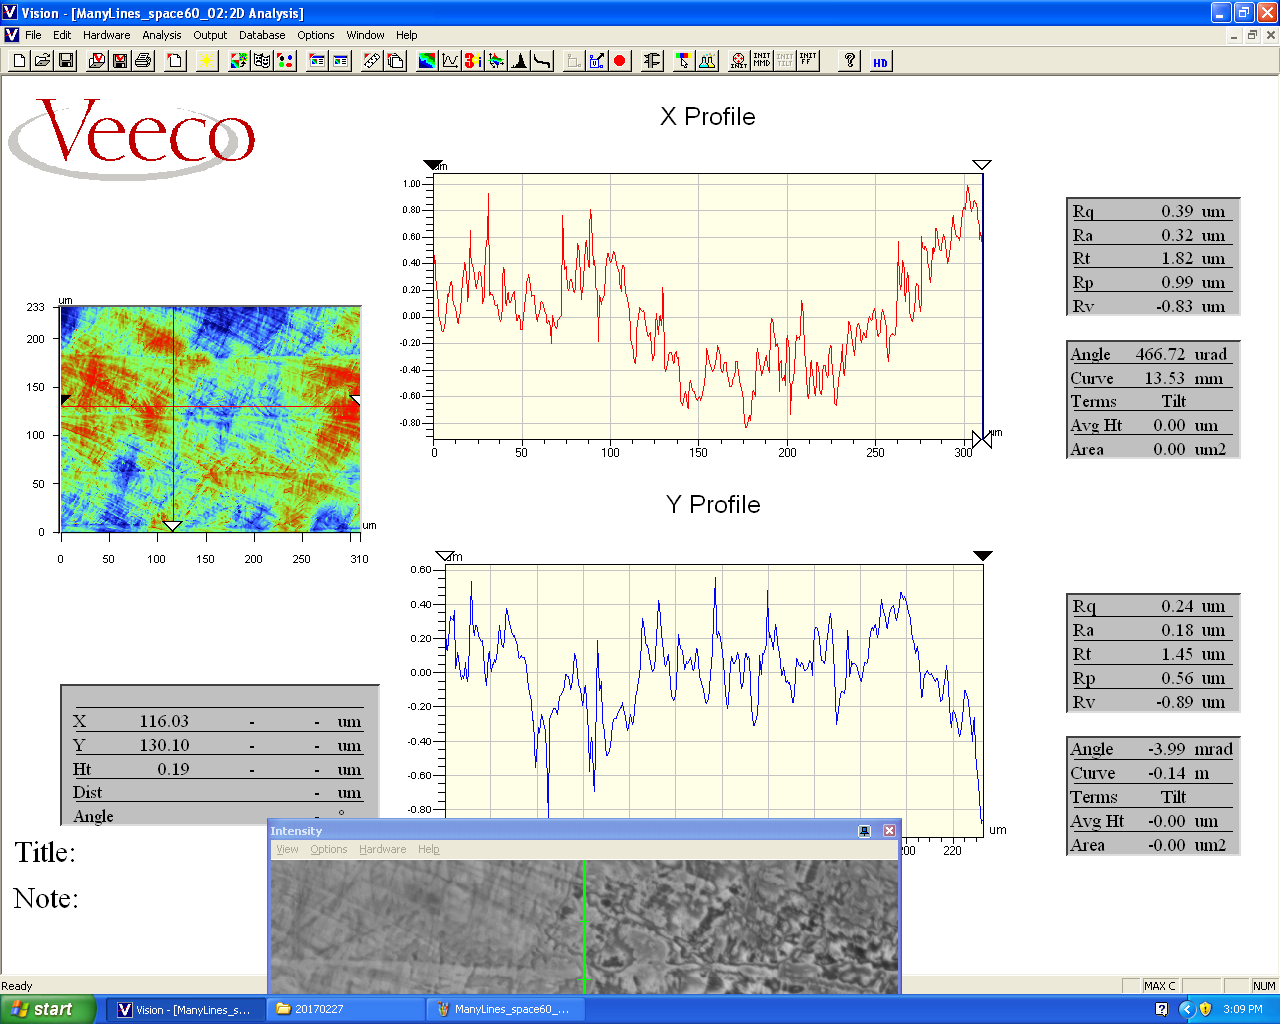 Vision - [ManyLines_space60_02:2D Analysis]
File Edit Hardware Analysis Output Database Options Window Help
INIT INIT MMD INIT TILT INIT FF ? HD
Veeco
X Profile
um
1.00
0.80
0.60
0.40
0.20
0.00
-0.20
-0.40
-0.60
-0.80
um
0 50 100 150 200 250 300
Rq 0.39 um
Ra 0.32 um
Rt 1.82 um
Rp 0.99 um
Rv -0.83 um
Angle 466.72 urad
Curve 13.53 mm
Terms Tilt
Avg Ht 0.00 um
Area 0.00 um2
um
233
200
150
100
50
0
um
0 50 100 150 200 250 310
Y Profile
um
0.60
0.40
0.20
0.00
-0.20
-0.40
-0.60
-0.80
um
200 220
Rq 0.24 um
Ra 0.18 um
Rt 1.45 um
Rp 0.56 um
Rv -0.89 um
Angle -3.99 mrad
Curve -0.14 m
Terms Tilt
Avg Ht -0.00 um
Area -0.00 um2
X 116.03 - - um
Y 130.10 - - um
Ht 0.19 - - um
Dist - um
Angle - °
Title:
Note:
Intensity
View Options Hardware Help
Ready MAX C NUM
start Vision - [ManyLines_s... 20170227 ManyLines_space60_... 3:09 PM